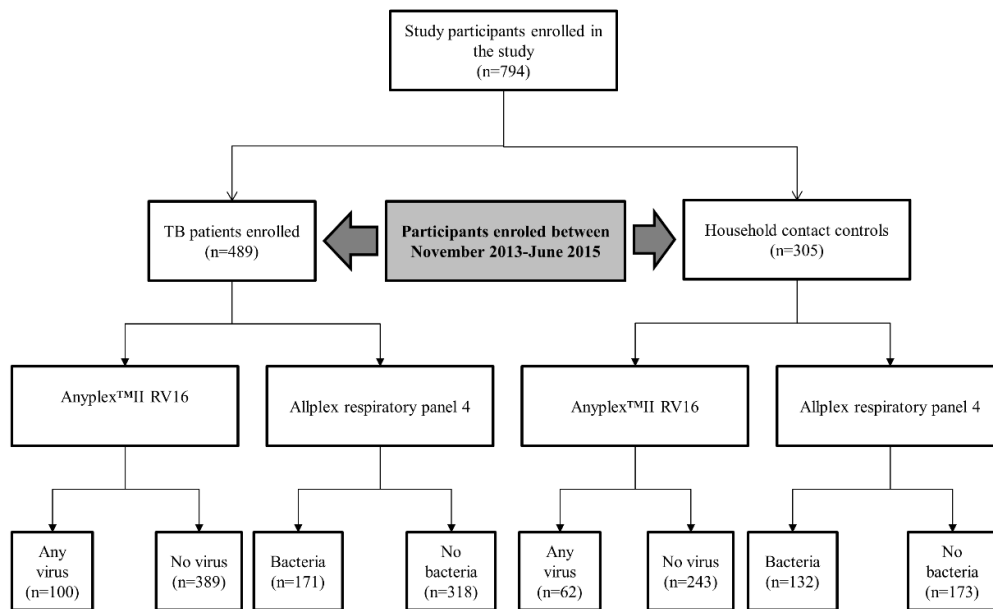 Study participants enrolled in
the study
(n=794)
TB patients enrolled
(n=489)
Participants enroled between
November 2013-June 2015
Household contact controls
(n=305)
Anyplex™II RV16
Allplex respiratory panel 4
Anyplex™II RV16
Allplex respiratory panel 4
Any
virus
(n=100)
No virus
(n=389)
Bacteria
(n=171)
No
bacteria
(n=318)
Any
virus
(n=62)
No virus
(n=243)
Bacteria
(n=132)
No
bacteria
(n=173)